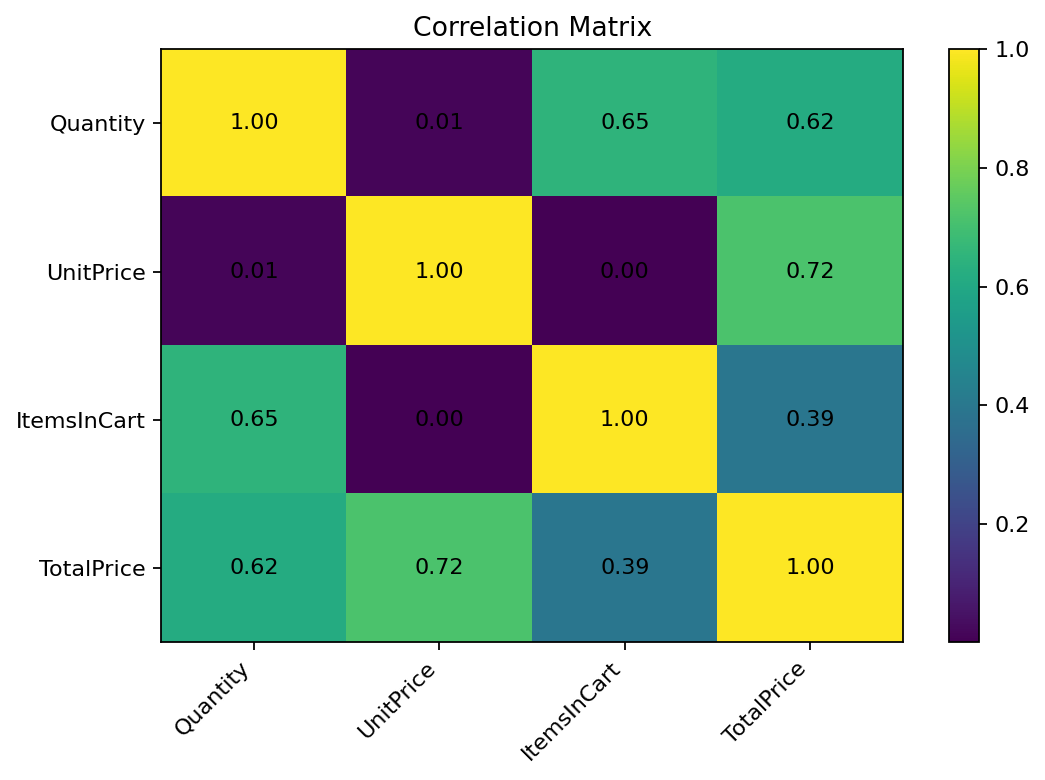 Correlation Matrix
Quantity 1.00 0.01 0.65 0.62
UnitPrice 0.01 1.00 0.00 0.72
ItemsInCart 0.65 0.00 1.00 0.39
TotalPrice 0.62 0.72 0.39 1.00
Quantity UnitPrice ItemsInCart TotalPrice
1.0
0.8
0.6
0.4
0.2